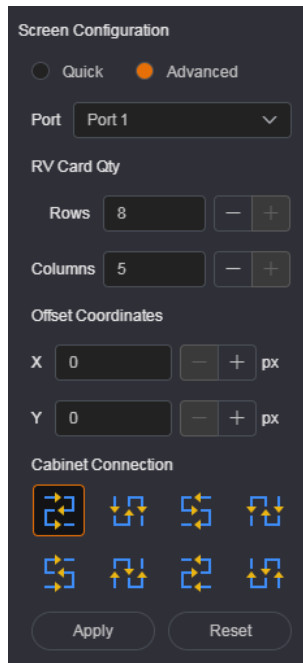 Screen Configuration
Quick Advanced
Port Port 1
RV Card Qty
Rows 8
Columns 5
Offset Coordinates
X 0 px
Y 0 px
Cabinet Connection
Apply Reset